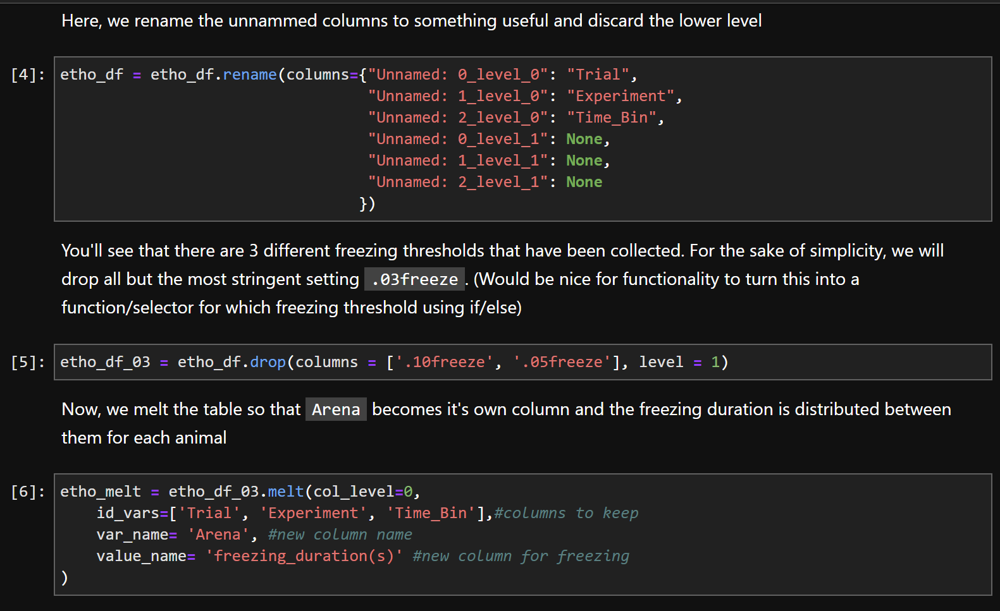 Here, we rename the unnammed columns to something useful and discard the lower level
[4]: etho_df = etho_df.rename(columns={"Unnamed: 0_level_0": "Trial",
"Unnamed: 1_level_0": "Experiment",
"Unnamed: 2_level_0": "Time_Bin",
"Unnamed: 0_level_1": None,
"Unnamed: 1_level_1": None,
"Unnamed: 2_level_1": None
})
You'll see that there are 3 different freezing thresholds that have been collected. For the sake of simplicity, we will
drop all but the most stringent setting .03freeze. (Would be nice for functionality to turn this into a
function/selector for which freezing threshold using if/else)
[5]: etho_df_03 = etho_df.drop(columns = ['.10freeze', '.05freeze'], level = 1)
Now, we melt the table so that Arena becomes it's own column and the freezing duration is distributed between
them for each animal
[6]: etho_melt = etho_df_03.melt(col_level=0,
id_vars=['Trial', 'Experiment', 'Time_Bin'],#columns to keep
var_name= 'Arena', #new column name
value_name= 'freezing_duration(s)' #new column for freezing
)